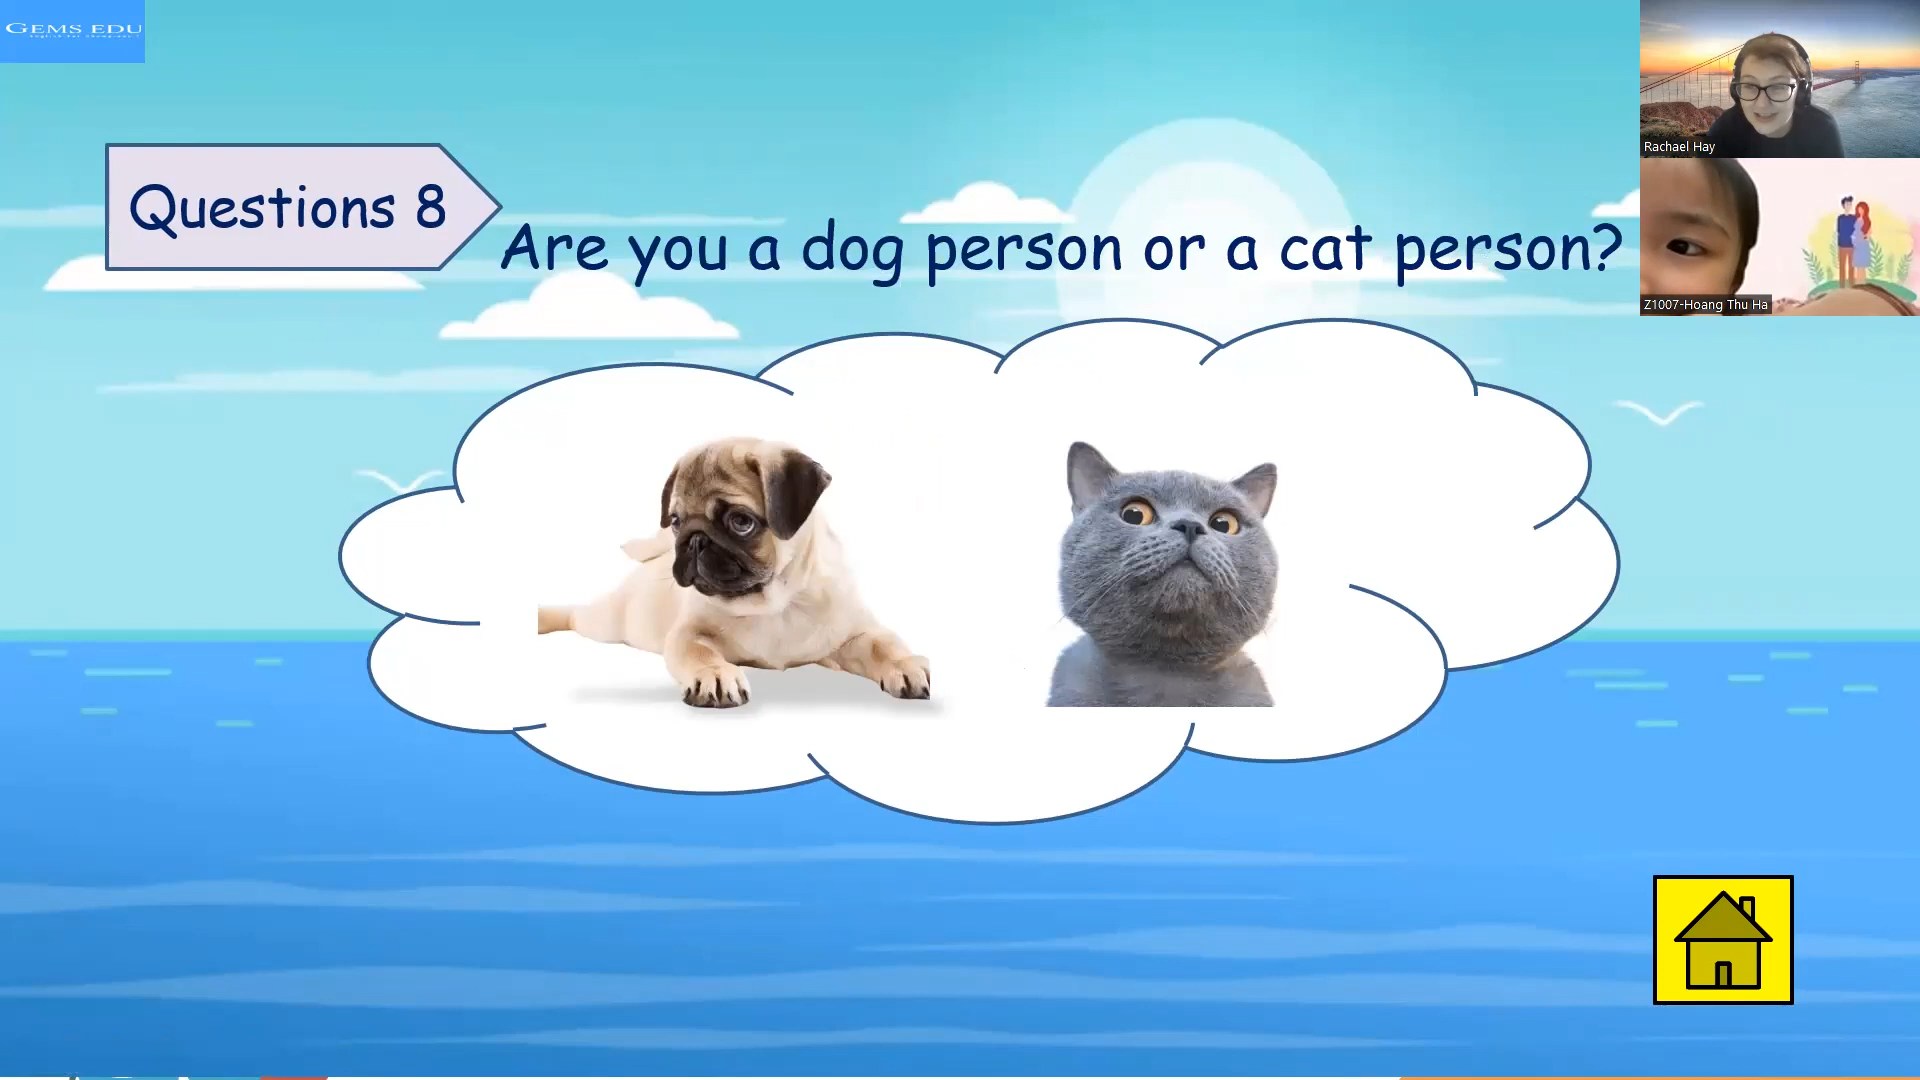 GEMS EDU
Questions 8
Are you a dog person or a cat person?
Rachael Hay
Z1007-Hoang Thu Ha